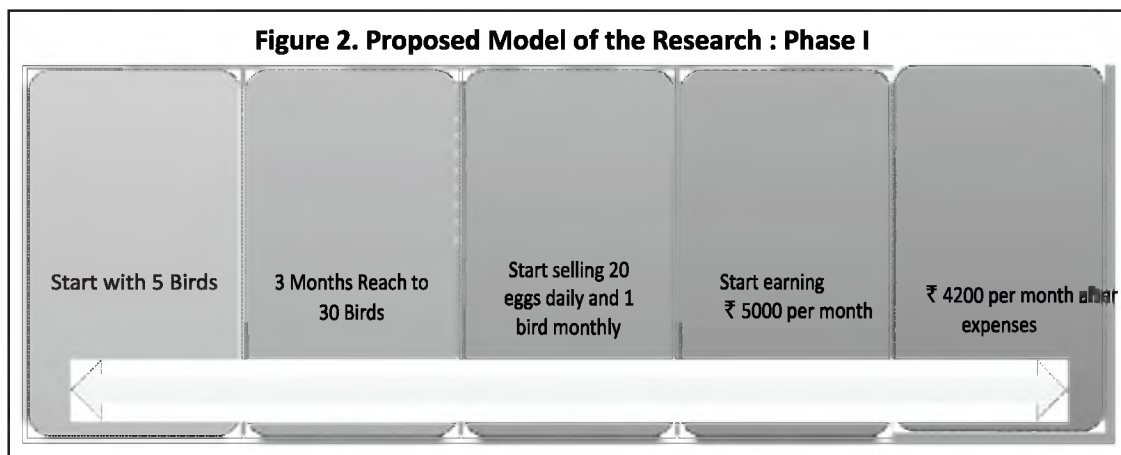 Figure 2. Proposed Model of the Research : Phase I
Start with 5 Birds
3 Months Reach to
30 Birds
Start selling 20
eggs daily and 1
bird monthly
Start earning
₹ 5000 per month
₹ 4200 per month after
expenses